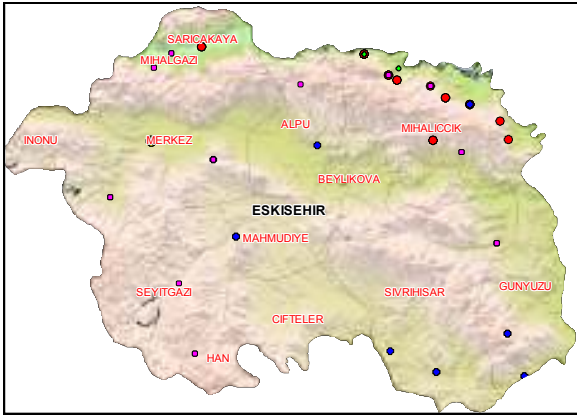 SARICAKAYA
MIHALGAZI
ALPU
INONU
MERKEZ
MIHALICCIK
BEYLIKOVA
ESKISEHIR
MAHMUDIYE
SEYITGAZI
SIVRIHISAR
GUNYUZU
CIFTELER
HAN